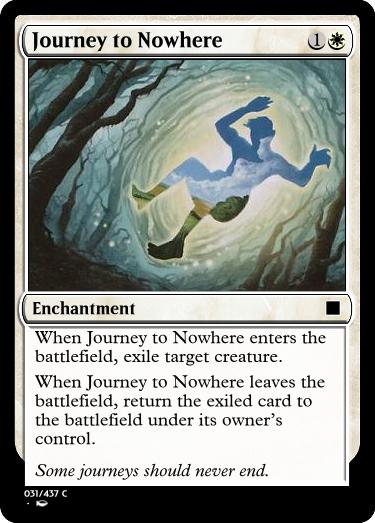 Journey to Nowhere
1
Enchantment
When Journey to Nowhere enters the
battlefield, exile target creature.
When Journey to Nowhere leaves the
battlefield, return the exiled card to
the battlefield under its owner's
control.
Some journeys should never end.
031/437 C